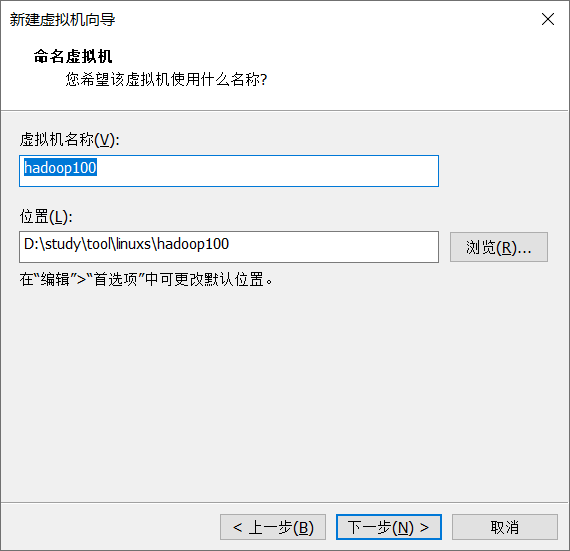 新建虚拟机向导
命名虚拟机
您希望该虚拟机使用什么名称?
虚拟机名称(V):
hadoop100
位置(L):
D:\study\tool\linuxs\hadoop100
浏览(R)...
在“编辑”>“首选项”中可更改默认位置。
< 上一步(B)
下一步(N) >
取消